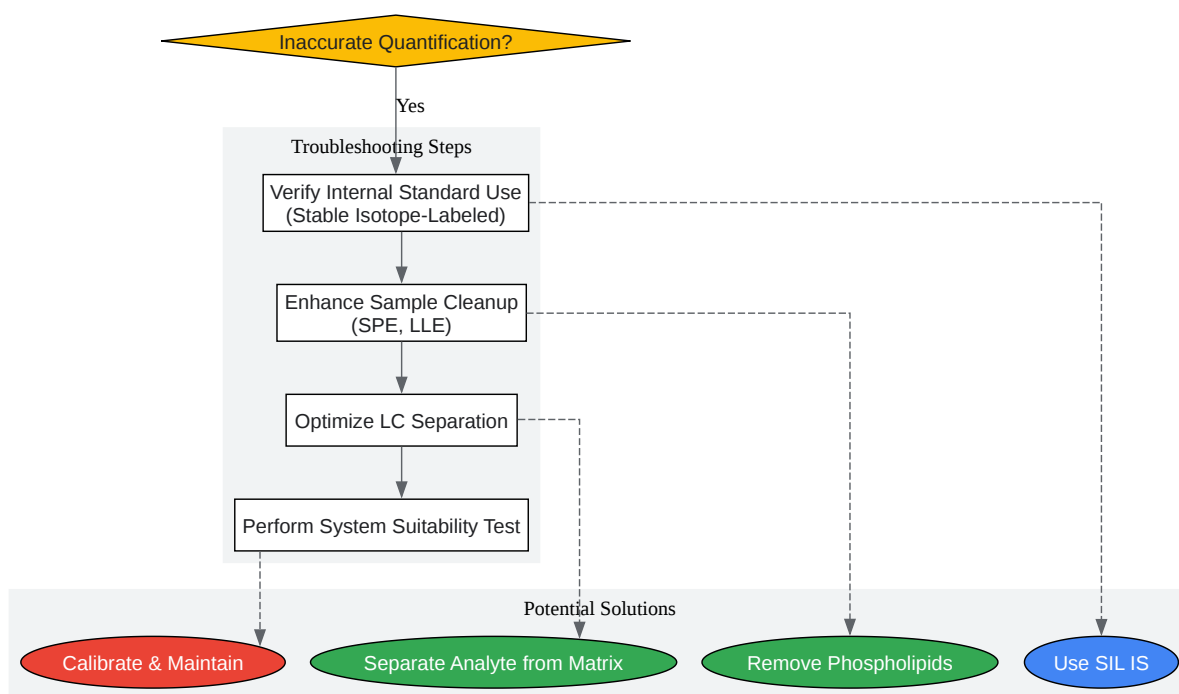 Inaccurate Quantification?
Yes
Troubleshooting Steps
Verify Internal Standard Use
(Stable Isotope-Labeled)
Enhance Sample Cleanup
(SPE, LLE)
Optimize LC Separation
Perform System Suitability Test
Potential Solutions
Calibrate & Maintain
Separate Analyte from Matrix
Remove Phospholipids
Use SIL IS